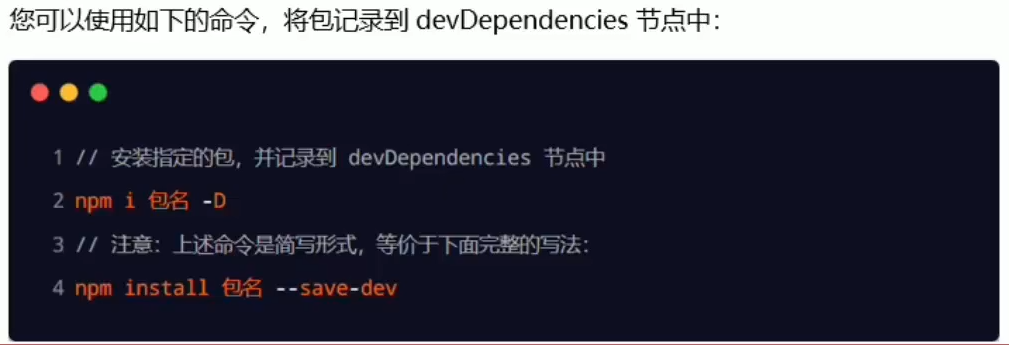 您可以使用如下的命令，将包记录到 devDependencies 节点中：
1 // 安装指定的包，并记录到 devDependencies 节点中
2 npm i 包名 -D
3 // 注意：上述命令是简写形式，等价于下面完整的写法：
4 npm install 包名 --save-dev